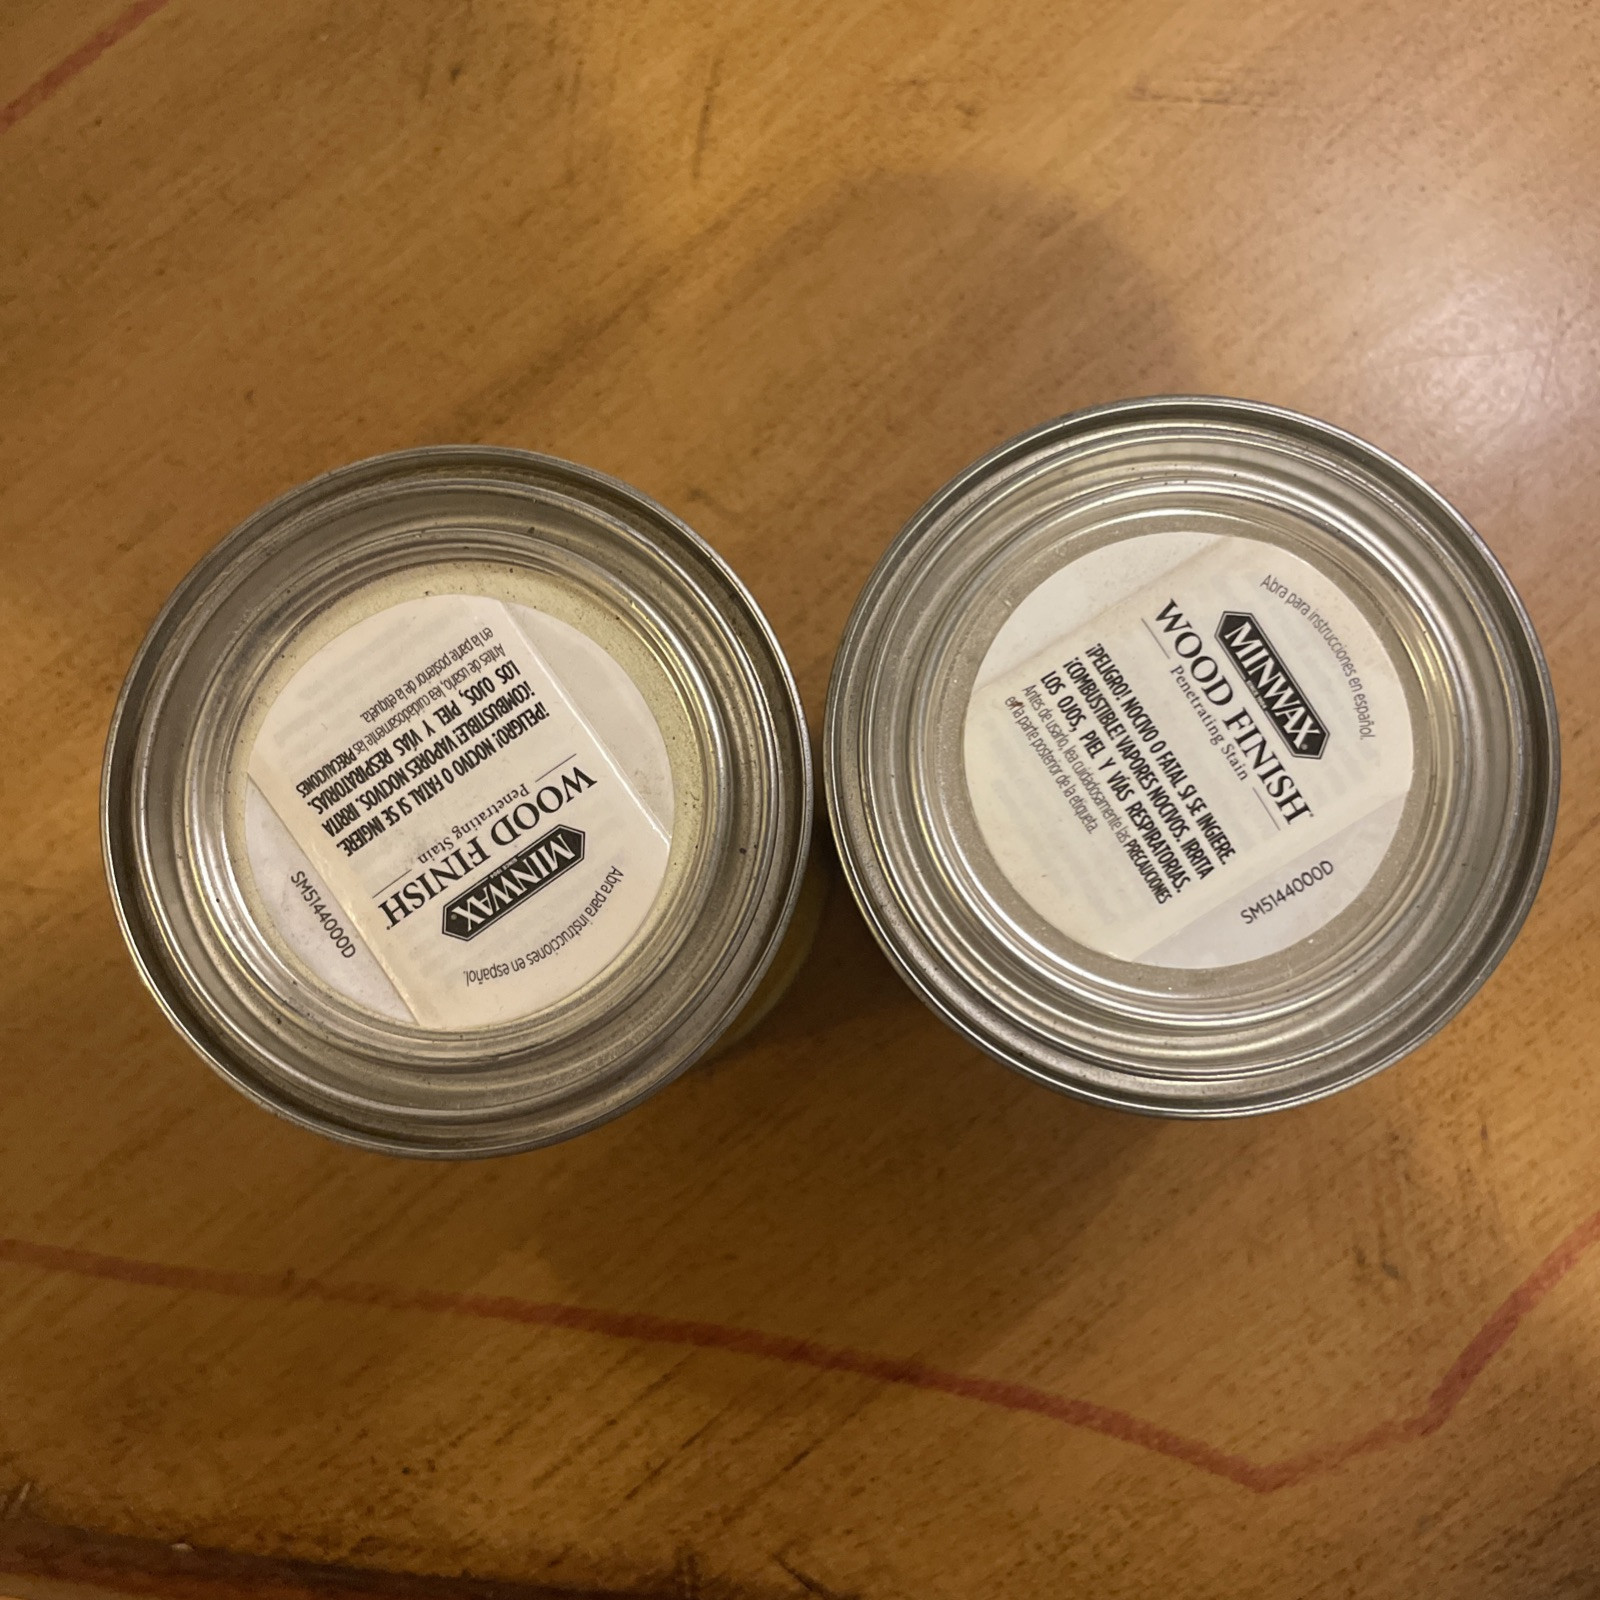 Abra para instrucciones en español.
MINWAX®
WOOD FINISH
Penetrating Stain
¡PELIGRO! NOCIVO O FATAL SI SE INGIERE.
¡COMBUSTIBLE! VAPORES NOCIVOS. IRRITA
LOS OJOS, PIEL Y VÍAS RESPIRATORIAS.
Antes de usarlo, lea cuidadosamente las PRECAUCIONES
en la parte posterior de la etiqueta.
SM5144000D
Abra para instrucciones en español.
MINWAX®
WOOD FINISH
Penetrating Stain
¡PELIGRO! NOCIVO O FATAL SI SE INGIERE.
¡COMBUSTIBLE! VAPORES NOCIVOS. IRRITA
LOS OJOS, PIEL Y VÍAS RESPIRATORIAS.
Antes de usarlo, lea cuidadosamente las PRECAUCIONES
en la parte posterior de la etiqueta.
SM5144000D